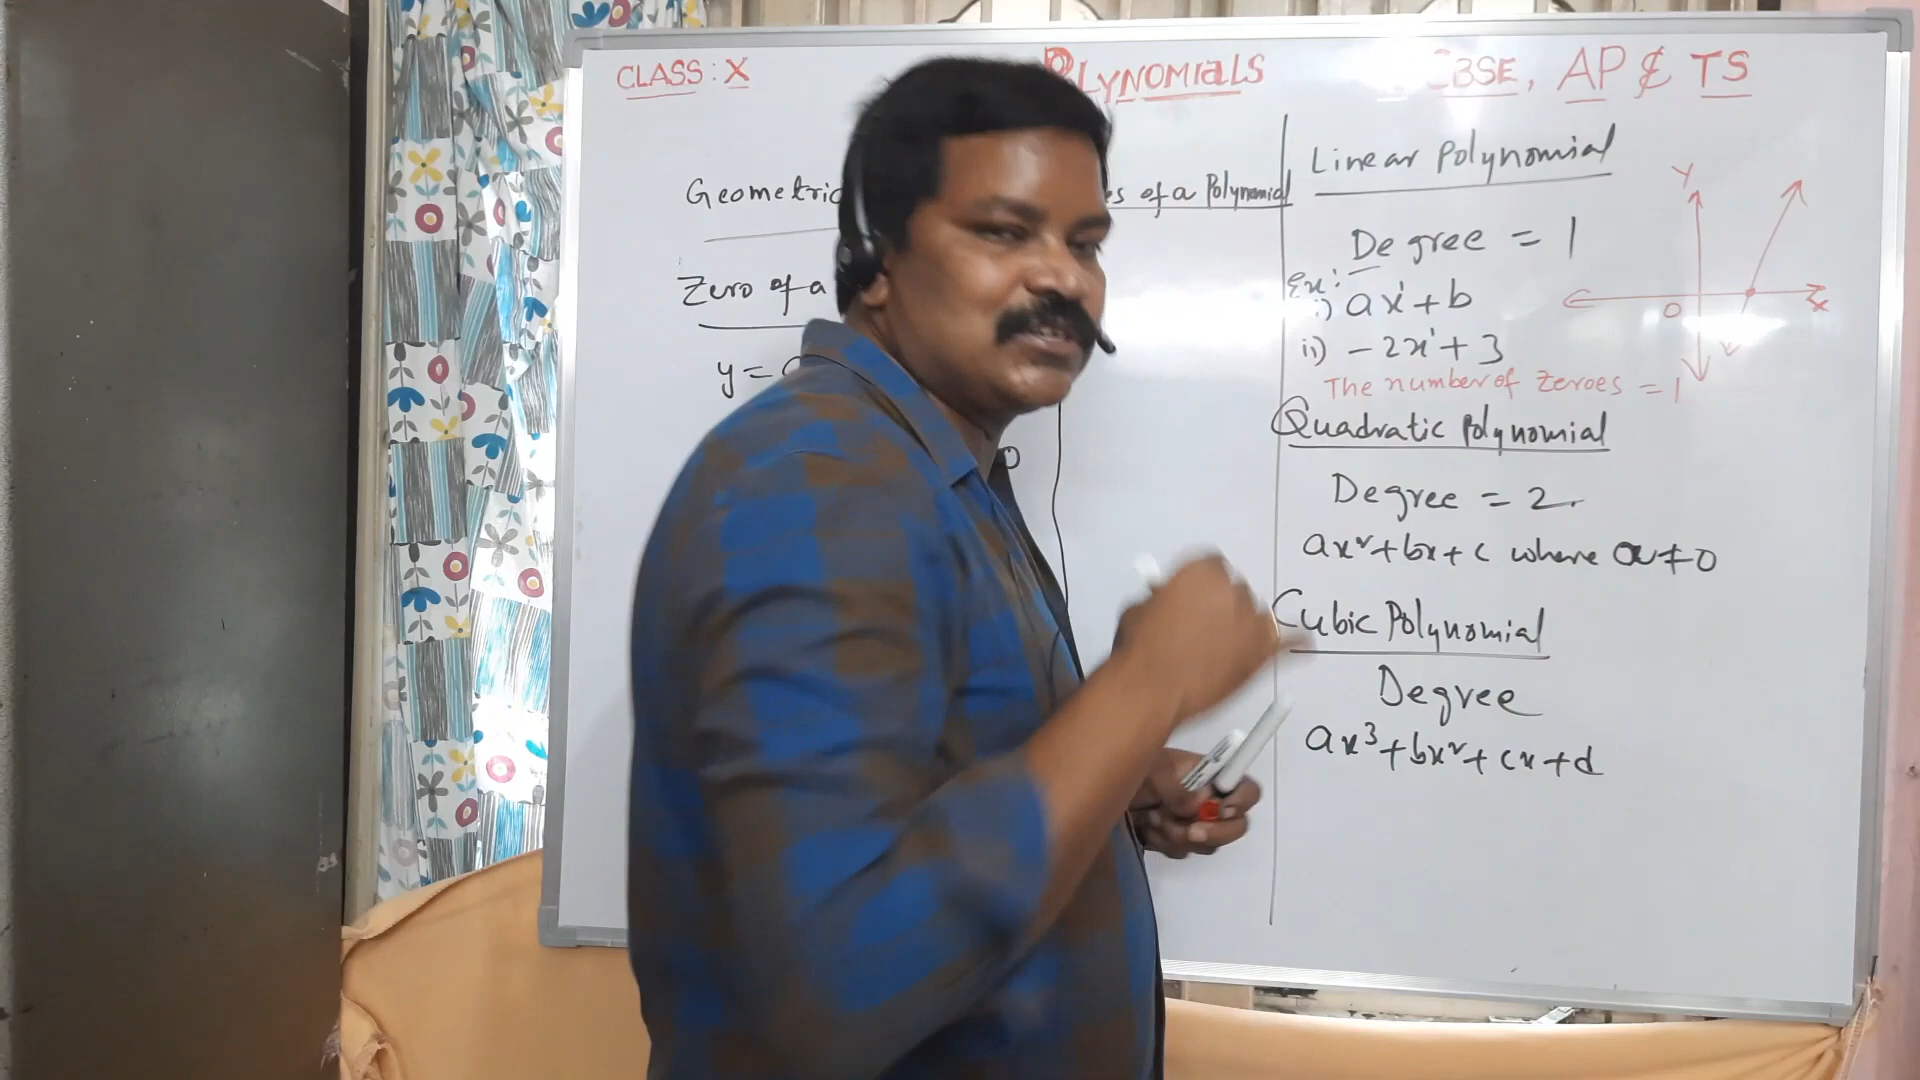 CLASS: X
POLYNOMIALS
CBSE, AP & TS
Geometric es of a Polynomial
Zero of a
y =
Linear Polynomial
Degree = 1
Ex:
i) ax¹ + b
ii) -2x¹ + 3
The number of zeroes = 1
Y
O
X
Quadratic Polynomial
Degree = 2.
ax² + bx + c where a ≠ 0
Cubic Polynomial
Degree
ax³ + bx² + cx + d